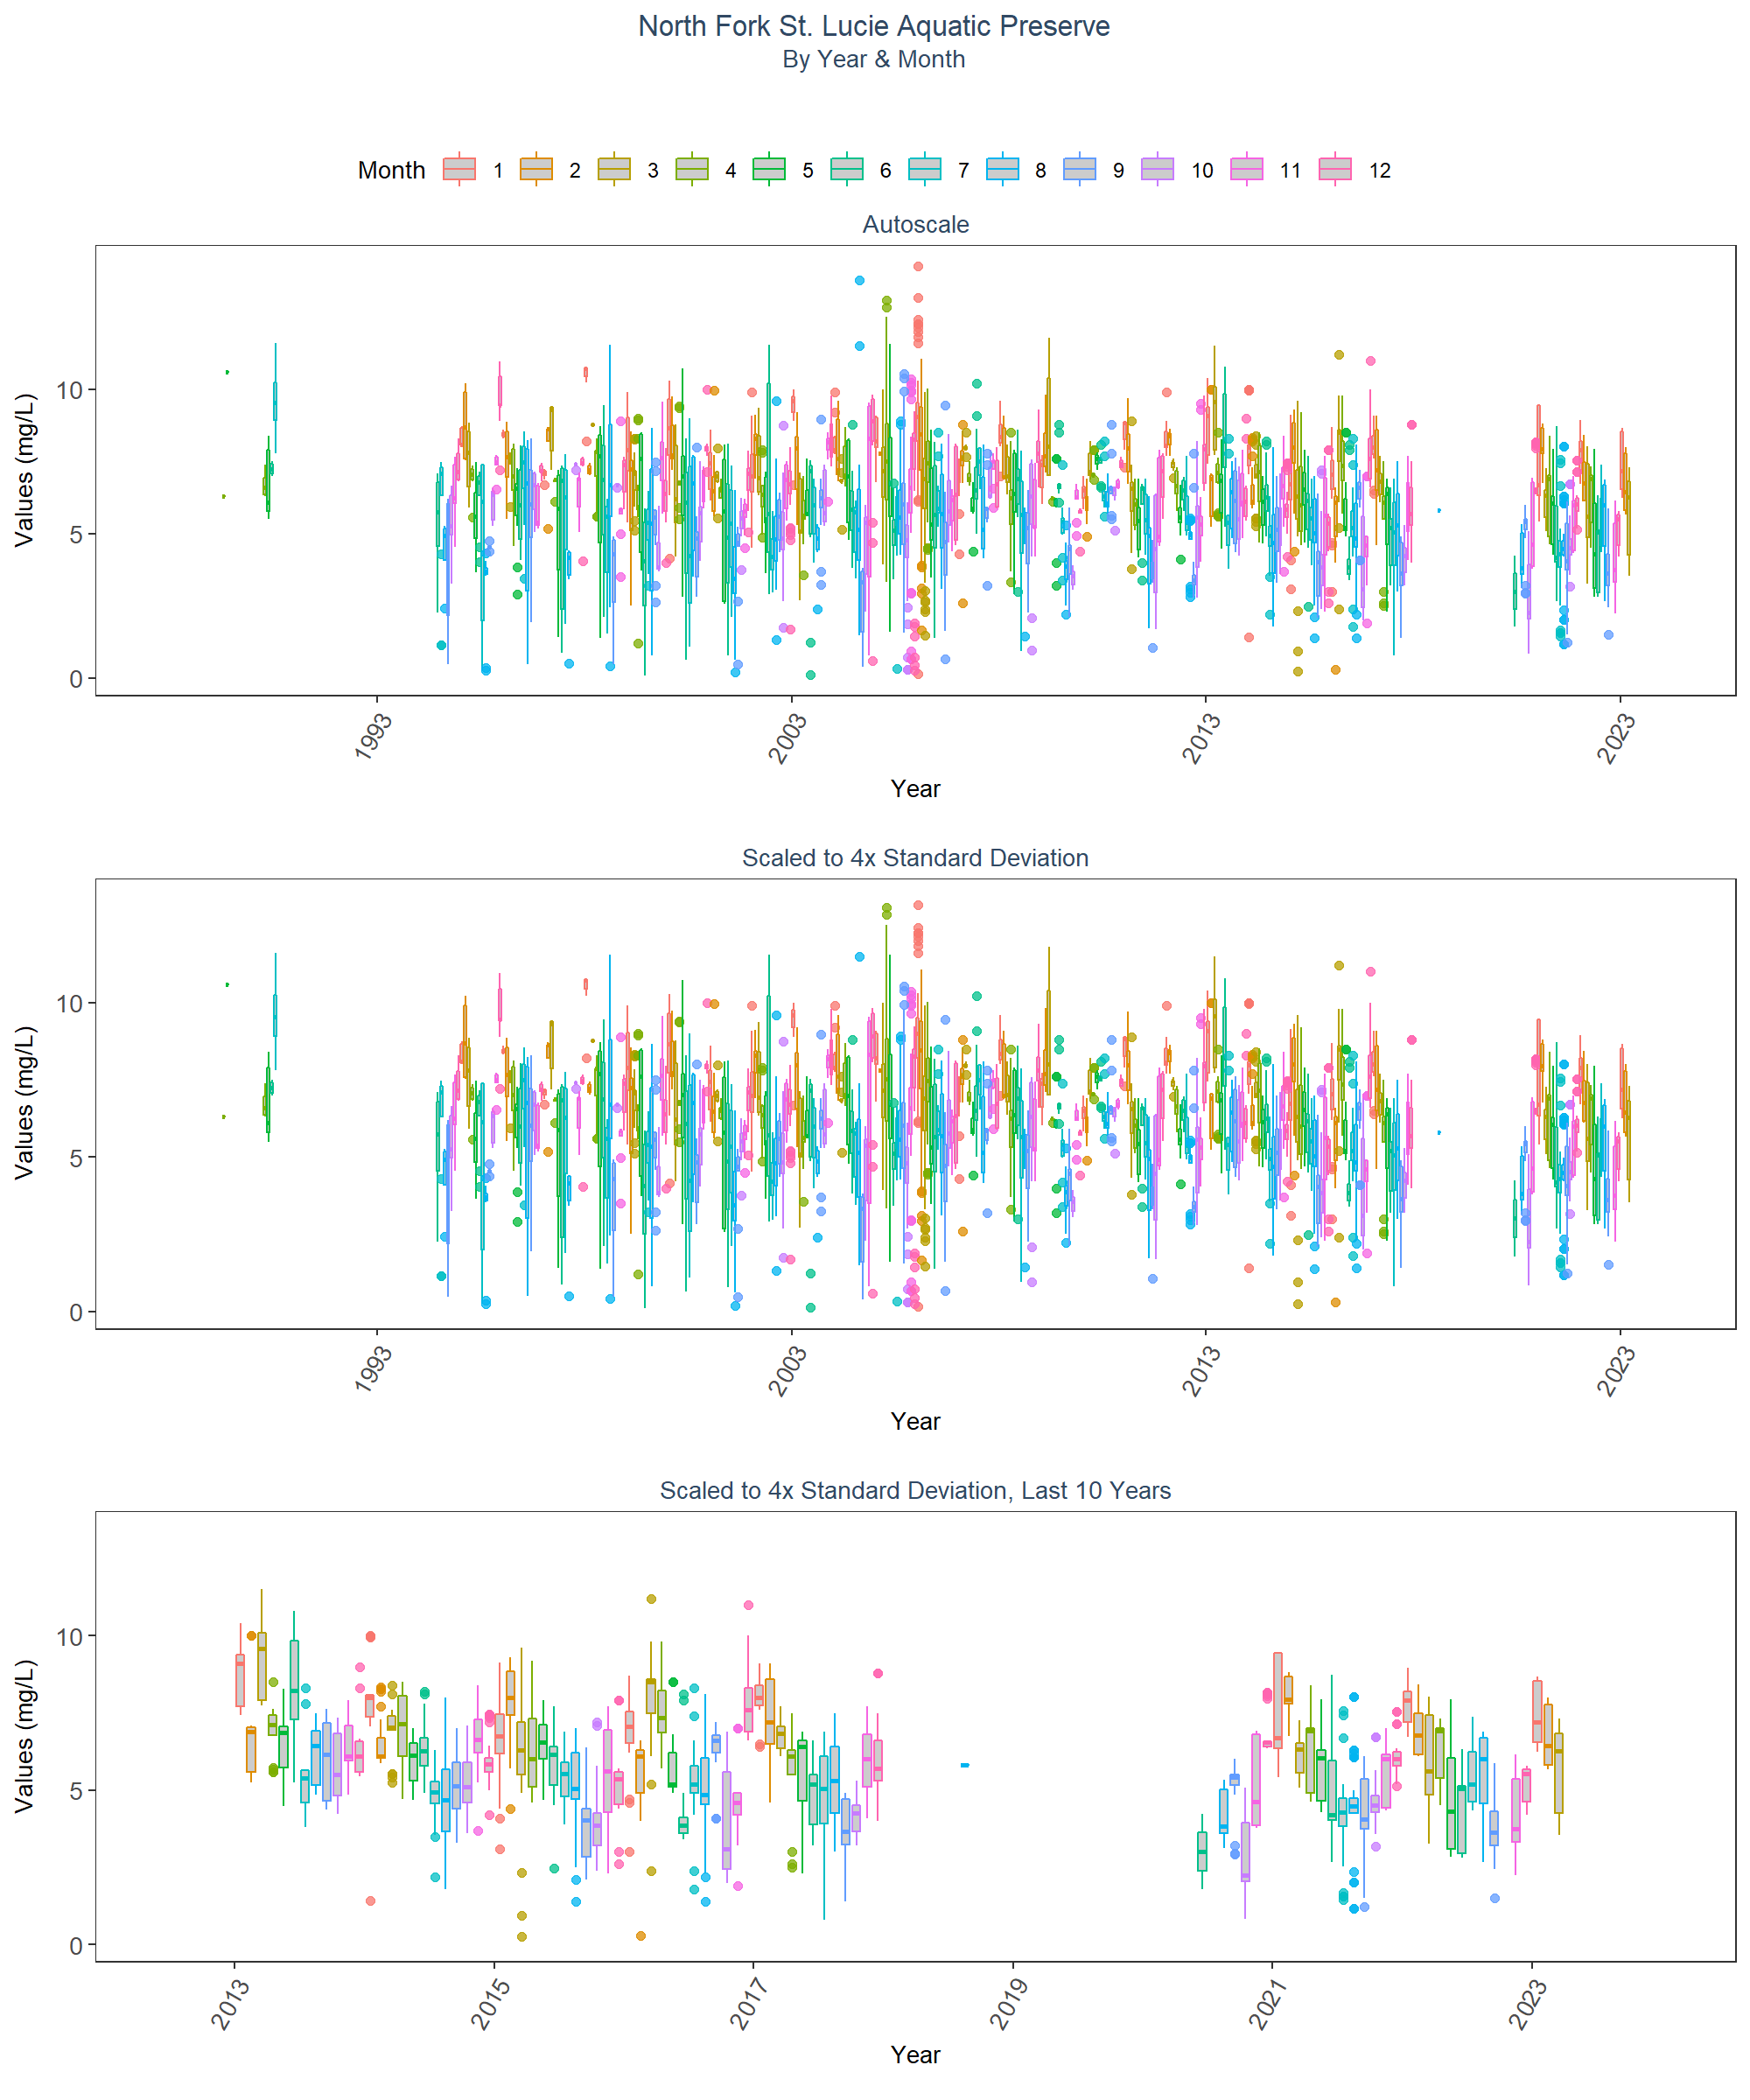 North Fork St. Lucie Aquatic Preserve
By Year & Month
Month 1 2 3 4 5 6 7 8 9 10 11 12
Autoscale
Values (mg/L)
10
5
0
1993 2003 2013 2023
Year
Scaled to 4x Standard Deviation
Values (mg/L)
10
5
0
1993 2003 2013 2023
Year
Scaled to 4x Standard Deviation, Last 10 Years
Values (mg/L)
10
5
0
2013 2015 2017 2019 2021 2023
Year